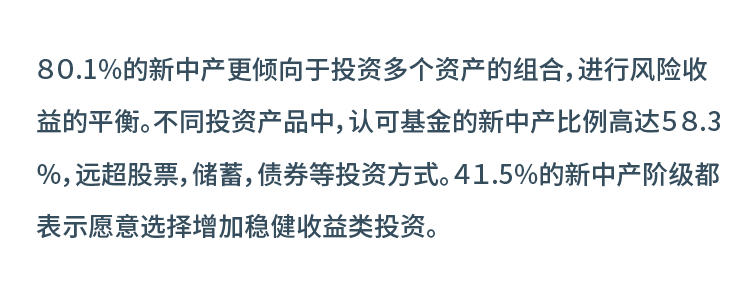 80.1%的新中产更倾向于投资多个资产的组合，进行风险收
益的平衡。不同投资产品中，认可基金的新中产比例高达58.3
%，远超股票，储蓄，债券等投资方式。41.5%的新中产阶级都
表示愿意选择增加稳健收益类投资。